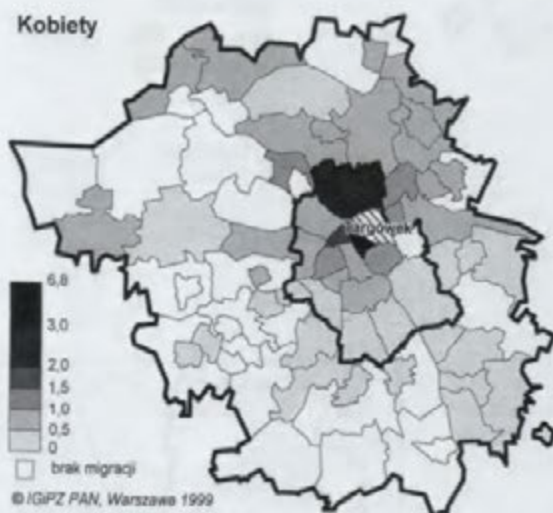 Kobiety
Targówek
6,8
3,0
2,0
1,5
1,0
0,5
0
brak migracji
© IGiPZ PAN, Warszawa 1999